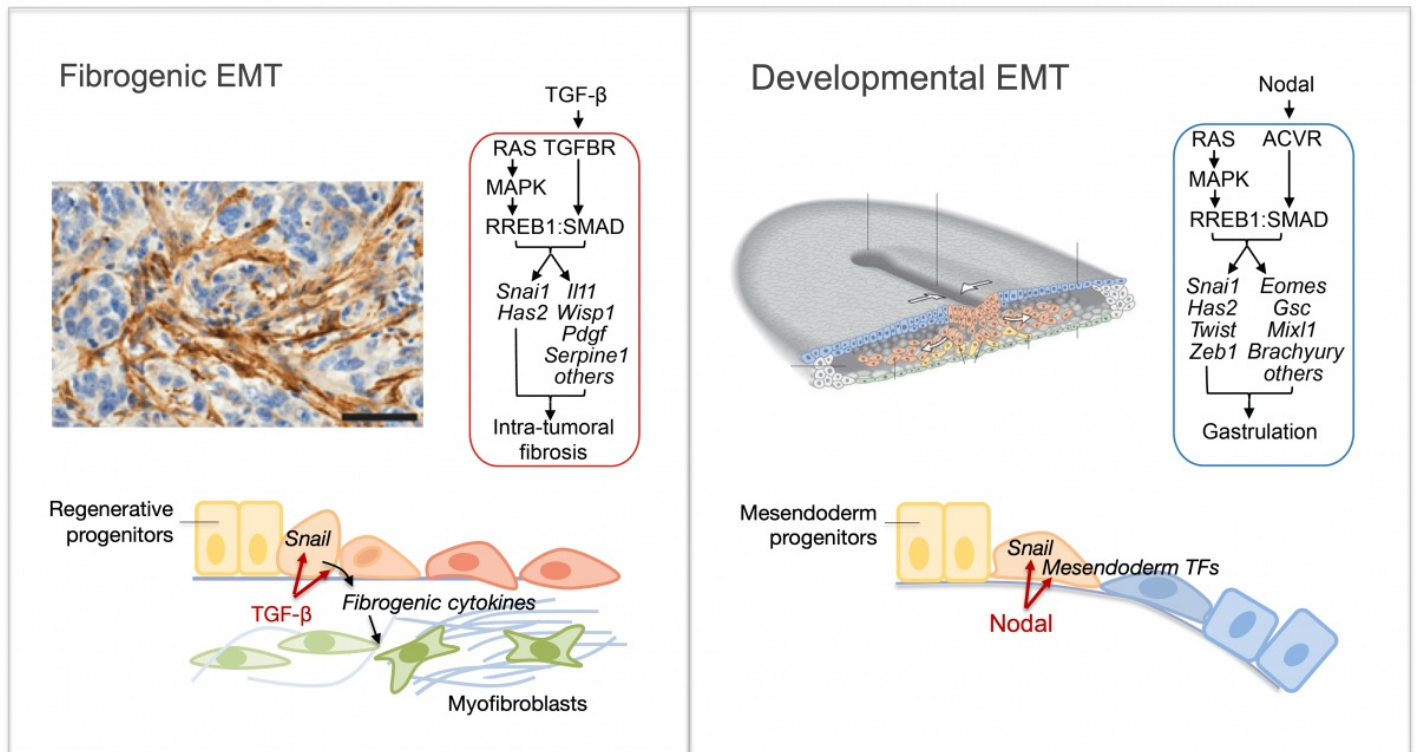 Fibrogenic EMT
TGF-β
RAS TGFBR
MAPK
RREB1:SMAD
Snai1 Il11
Has2 Wisp1
Pdgf
Serpine1
others
Intra-tumoral
fibrosis
Regenerative
progenitors
Snail
TGF-β
Fibrogenic cytokines
Myofibroblasts
Developmental EMT
Nodal
RAS ACVR
MAPK
RREB1:SMAD
Snai1 Eomes
Has2 Gsc
Twist Mixl1
Zeb1 Brachyury
others
Gastrulation
Mesendoderm
progenitors
Snail
Mesendoderm TFs
Nodal